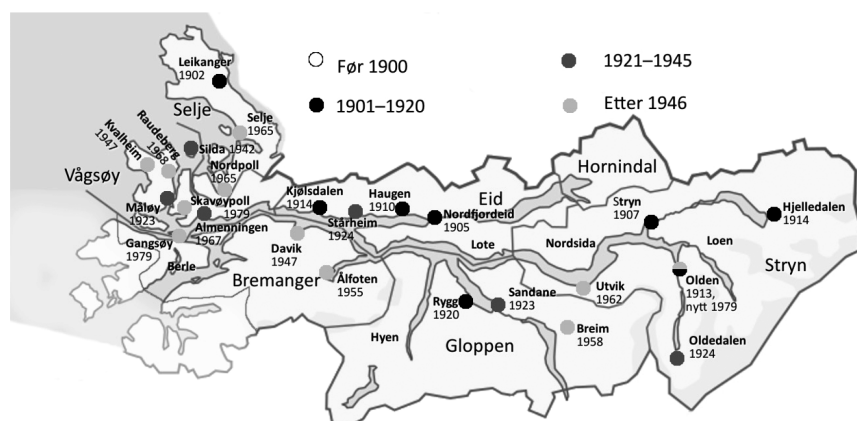 Før 1900
1901–1920
1921–1945
Etter 1946
Leikanger
1902
Selje
Selje
1965
Kvalheim
1947
Raudeberg
1968
Silda 1942
Nordpoll
1965
Vågsøy
Måløy
1923
Skavøypoll
1979
Almenningen
1967
Gangsøy
1979
Berle
Kjølsdalen
1914
Haugen
1910
Eid
Hornindal
Nordfjordeid
1905
Stårheim
1924
Davik
1947
Bremanger
Ålfoten
1955
Lote
Nordsida
Stryn
1907
Hjelledalen
1914
Loen
Stryn
Olden
1913,
nytt 1979
Oldedalen
1924
Utvik
1962
Breim
1958
Sandane
1923
Rygg
1920
Hyen
Gloppen